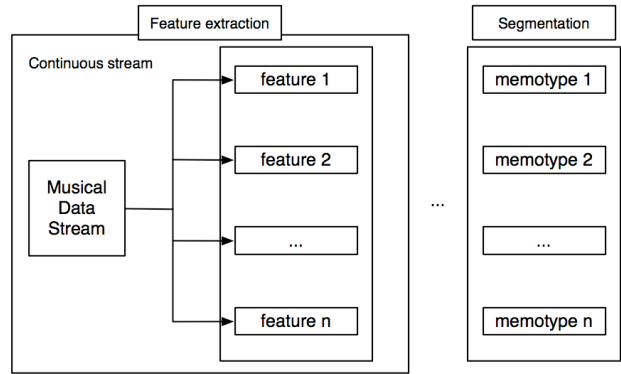 Feature extraction
Segmentation
Continuous stream
Musical
Data
Stream
feature 1
feature 2
...
feature n
...
memotype 1
memotype 2
...
memotype n